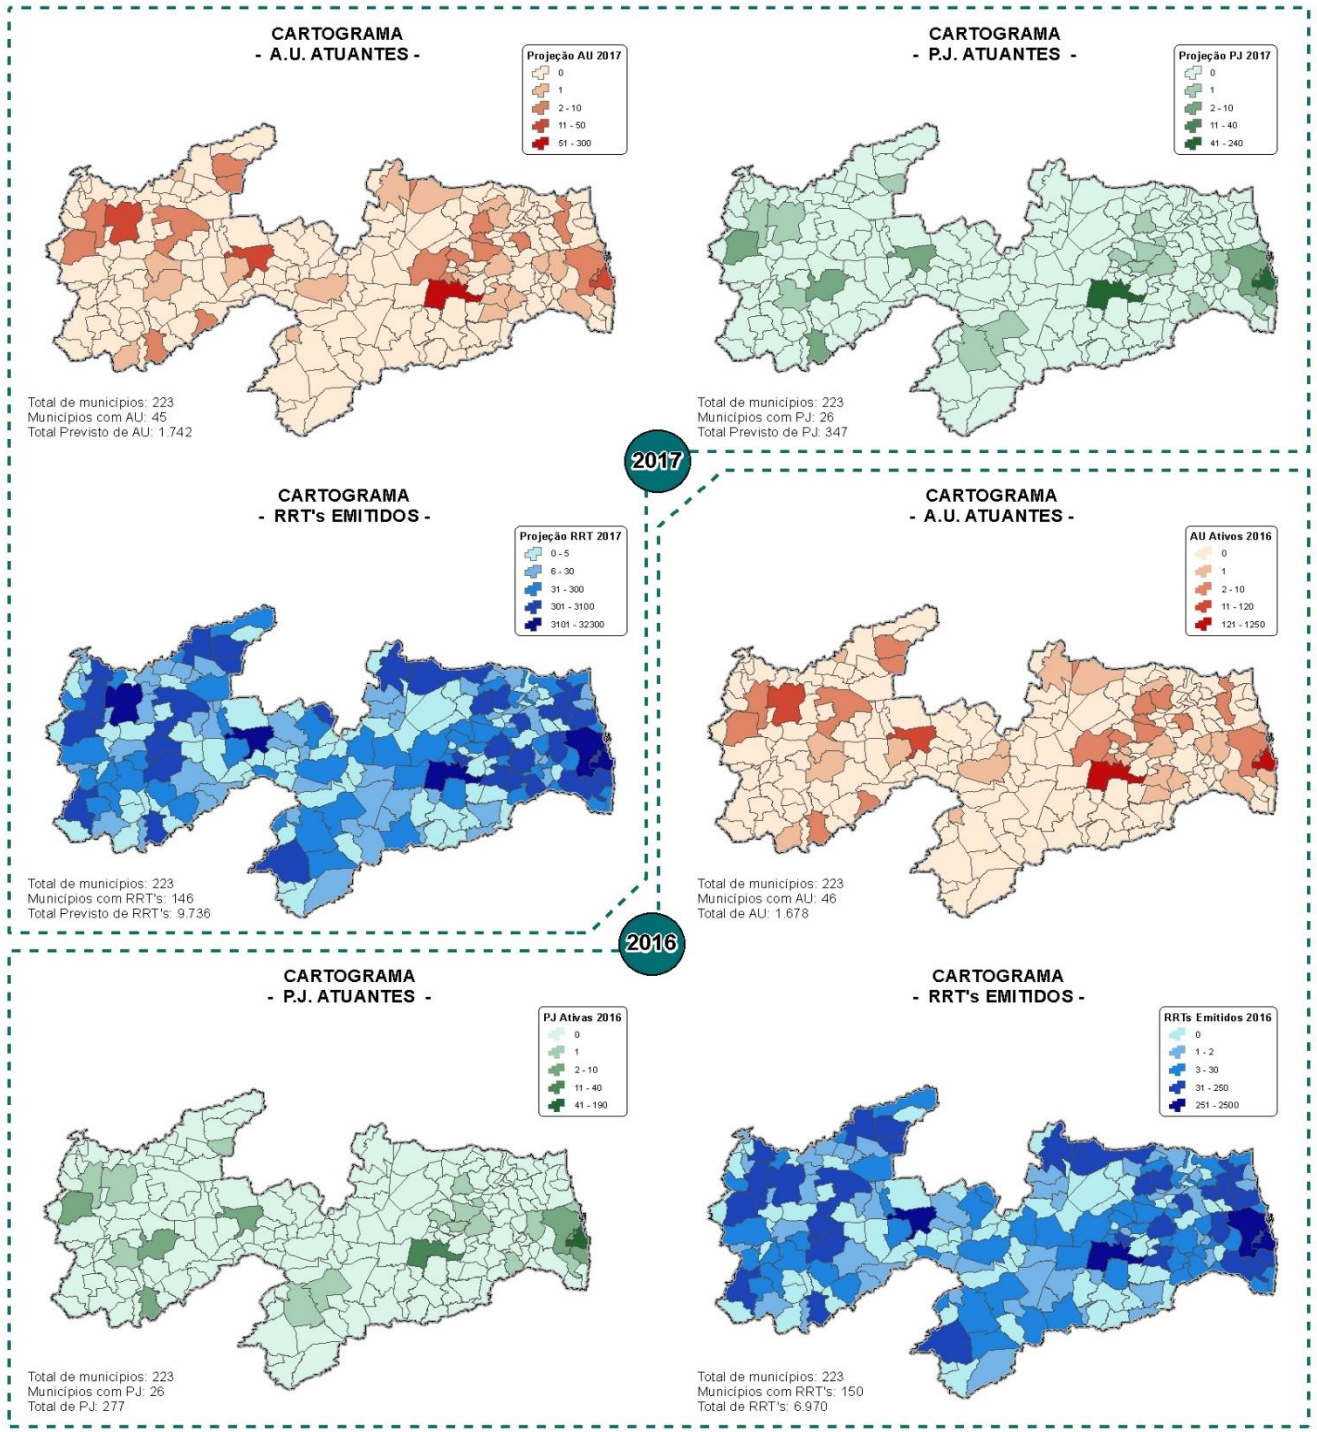 CARTOGRAMA
- A.U. ATUANTES -
Projeção AU 2017
0
1
2 - 10
11 - 50
51 - 300
Total de municípios: 223
Municípios com AU: 45
Total Previsto de AU: 1.742
CARTOGRAMA
- P.J. ATUANTES -
Projeção PJ 2017
0
1
2 - 10
11 - 40
41 - 240
Total de municípios: 223
Municípios com PJ: 26
Total Previsto de PJ: 347
2017
CARTOGRAMA
- RRT's EMITIDOS -
Projeção RRT 2017
0 - 5
6 - 30
31 - 300
301 - 3100
3101 - 32300
Total de municípios: 223
Municípios com RRT's: 146
Total Previsto de RRT's: 9.736
CARTOGRAMA
- A.U. ATUANTES -
AU Ativos 2016
0
1
2 - 10
11 - 120
121 - 1250
Total de municípios: 223
Municípios com AU: 46
Total de AU: 1.678
2016
CARTOGRAMA
- P.J. ATUANTES -
PJ Ativas 2016
0
1
2 - 10
11 - 40
41 - 190
Total de municípios: 223
Municípios com PJ: 26
Total de PJ: 277
CARTOGRAMA
- RRT's EMITIDOS -
RRTs Emitidos 2016
0
1 - 2
3 - 30
31 - 250
251 - 2500
Total de municípios: 223
Municípios com RRT's: 150
Total de RRT's: 6.970